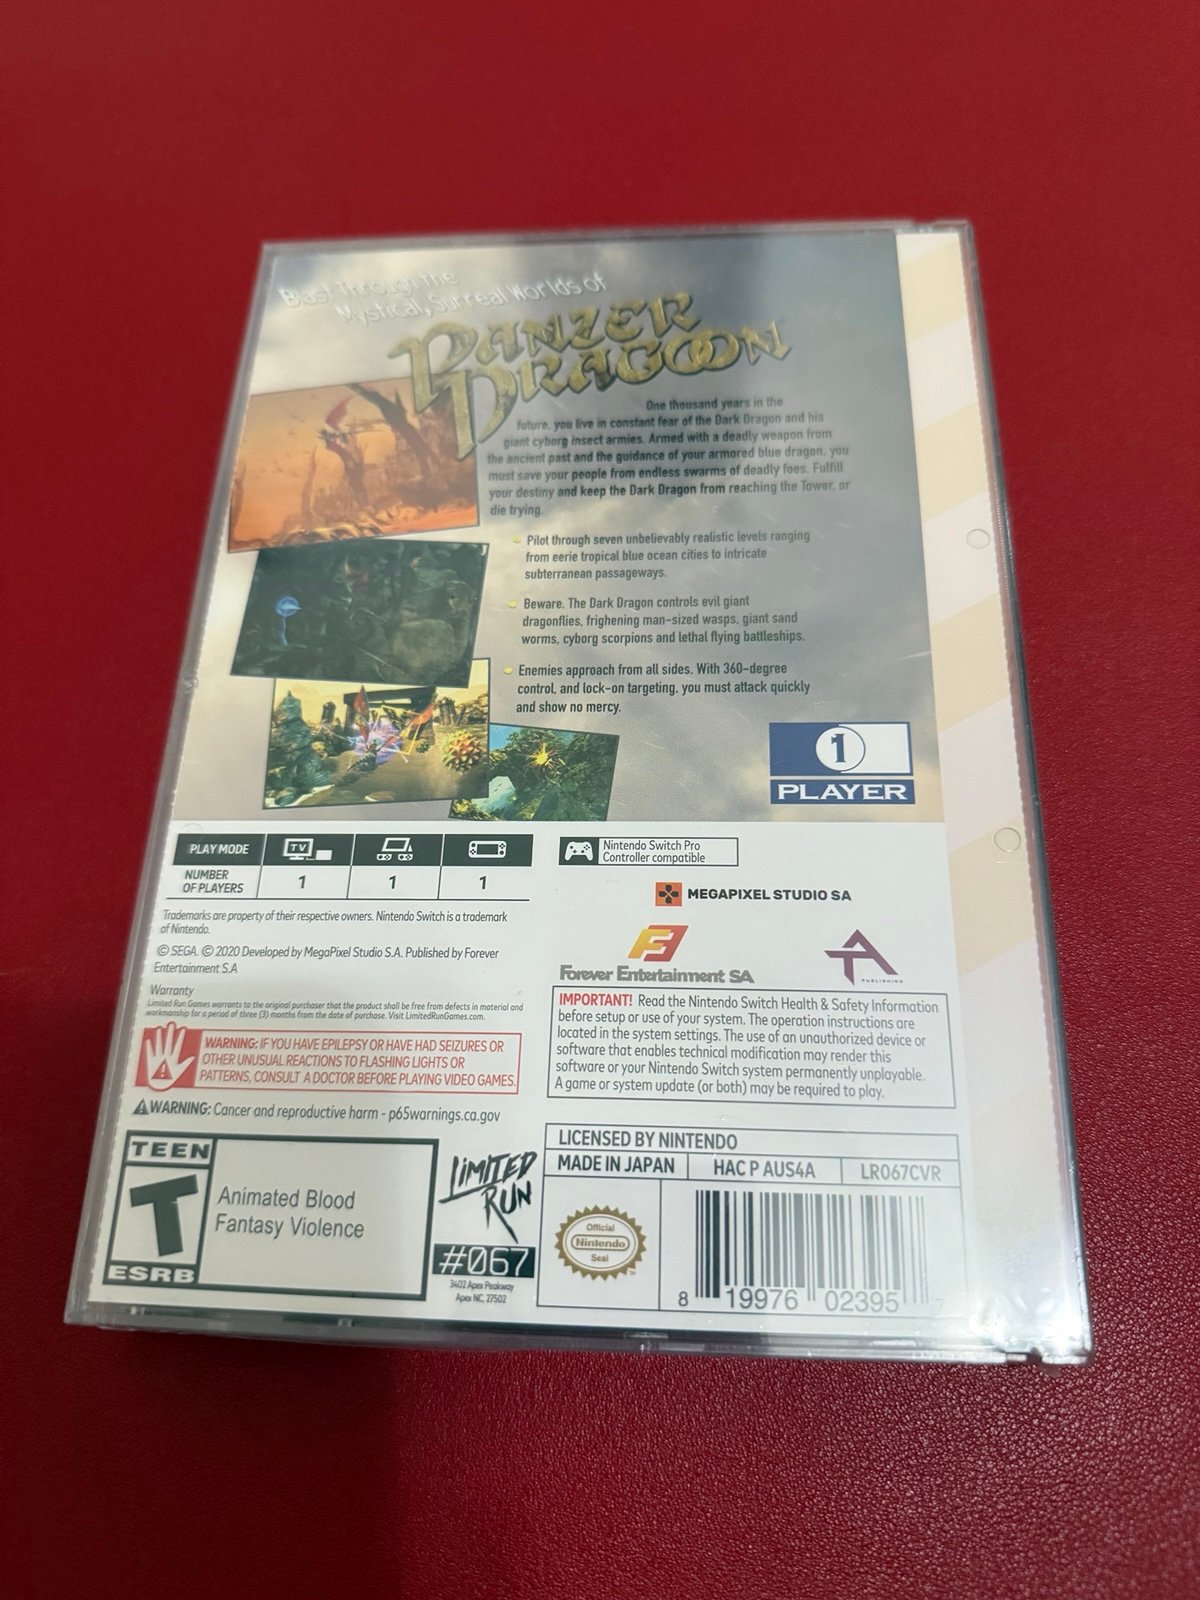 Blast Through the
Mystical, Surreal Worlds of
PANZER
DRAGOON
One thousand years in the
future, you live in constant fear of the Dark Dragon and his
giant cyborg insect armies. Armed with a deadly weapon from
the ancient past and the guidance of your armored blue dragon, you
must save your people from endless swarms of deadly foes. Fulfill
your destiny and keep the Dark Dragon from reaching the Tower, or
die trying.
Pilot through seven unbelievably realistic levels ranging
from eerie tropical blue ocean cities to intricate
subterranean passageways.
Beware. The Dark Dragon controls evil giant
dragonflies, frighening man-sized wasps, giant sand
worms, cyborg scorpions and lethal flying battleships.
Enemies approach from all sides. With 360-degree
control, and lock-on targeting, you must attack quickly
and show no mercy.
1
PLAYER
PLAY MODE
TV
NUMBER
OF PLAYERS
1
1
1
Nintendo Switch Pro
Controller compatible
MEGAPIXEL STUDIO SA
Forever Entertainment SA
PUBLISHING
Trademarks are property of their respective owners. Nintendo Switch is a trademark
of Nintendo.
© SEGA. © 2020 Developed by MegaPixel Studio S.A. Published by Forever
Entertainment S.A
Warranty
Limited Run Games warrants to the original purchaser that the product shall be free from defects in material and
workmanship for a period of three (3) months from the date of purchase. Visit LimitedRunGames.com.
WARNING: IF YOU HAVE EPILEPSY OR HAVE HAD SEIZURES OR
OTHER UNUSUAL REACTIONS TO FLASHING LIGHTS OR
PATTERNS, CONSULT A DOCTOR BEFORE PLAYING VIDEO GAMES.
WARNING: Cancer and reproductive harm - p65warnings.ca.gov
IMPORTANT! Read the Nintendo Switch Health & Safety Information
before setup or use of your system. The operation instructions are
located in the system settings. The use of an unauthorized device or
software that enables technical modification may render this
software or your Nintendo Switch system permanently unplayable.
A game or system update (or both) may be required to play.
TEEN
T
ESRB
Animated Blood
Fantasy Violence
LIMITED
RUN
#067
3402 Apex Peakway
Apex NC, 27502
LICENSED BY NINTENDO
MADE IN JAPAN
HAC P AUS4A
LR067CVR
Official
Nintendo
Seal
8 19976 02395